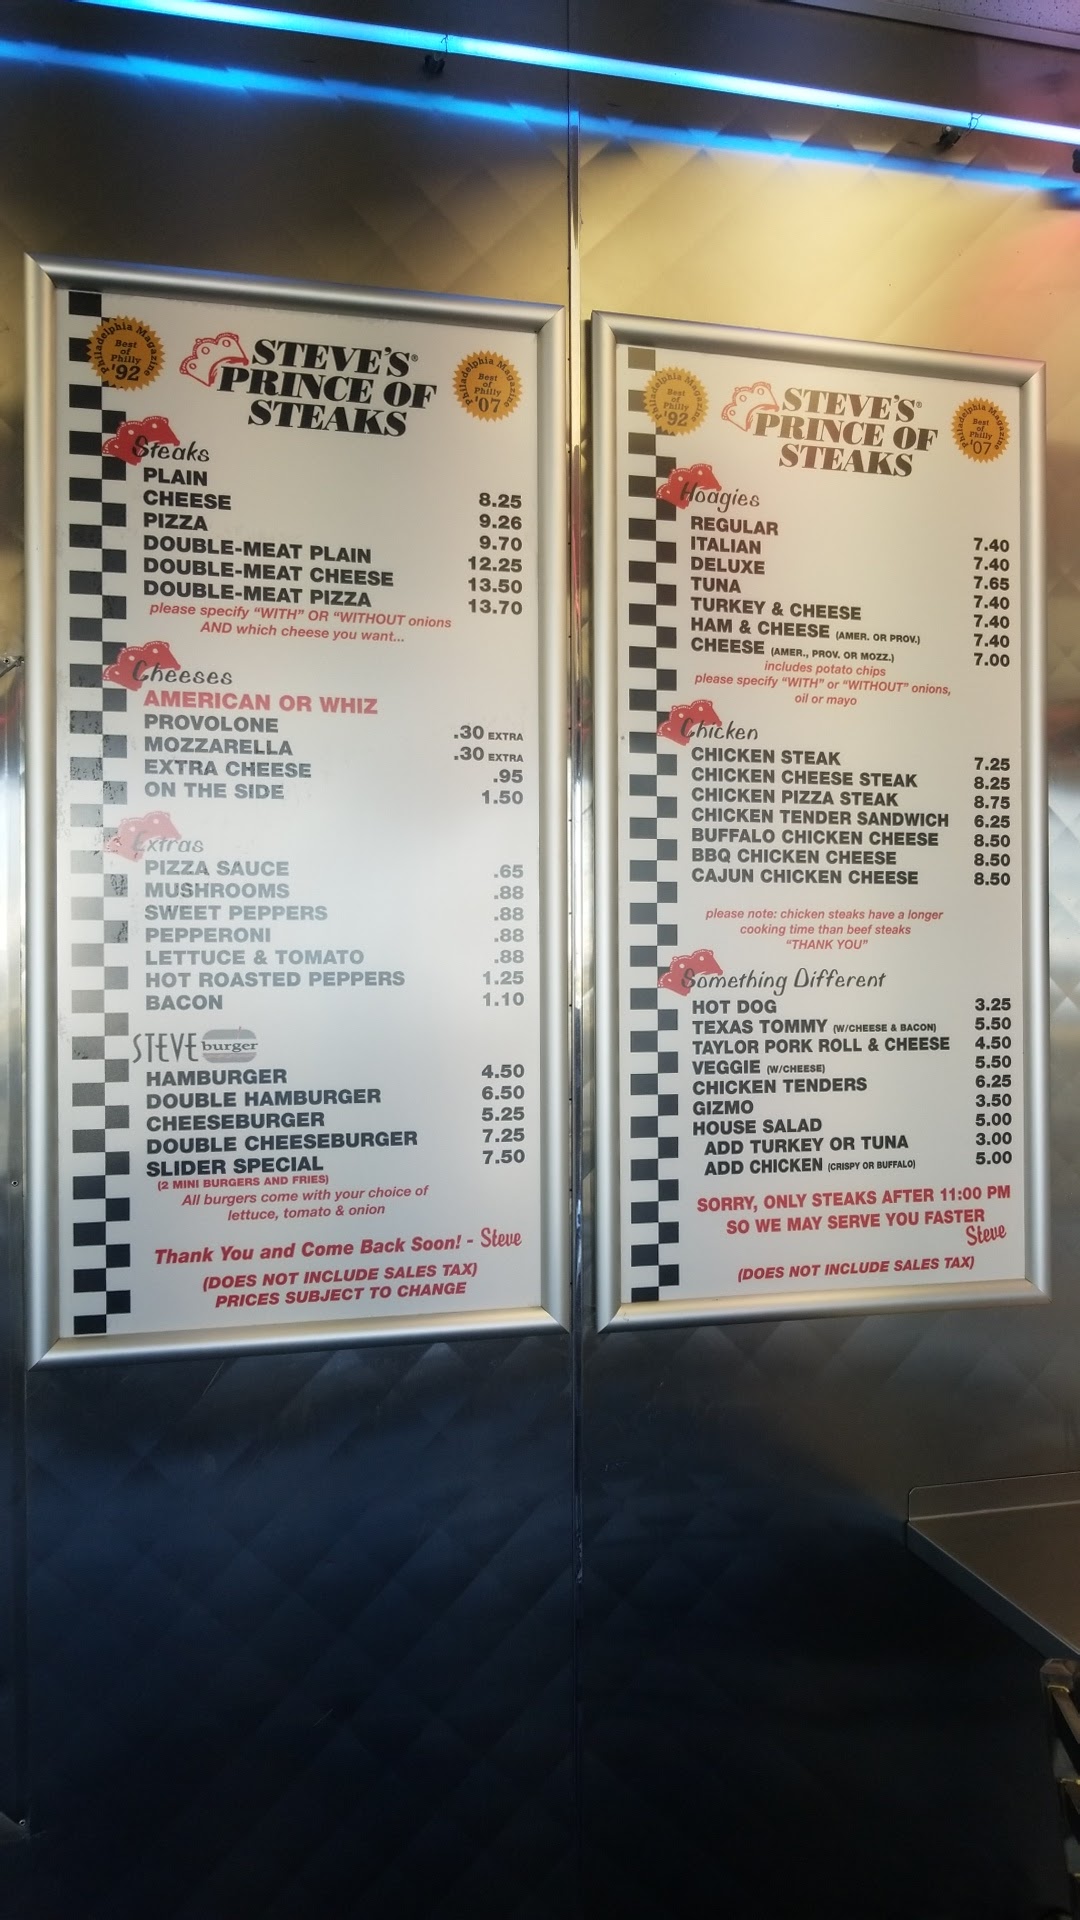 Philadelphia Magazine
Best
of
Philly
'92
STEVE'S®
PRINCE OF
STEAKS
Philadelphia Magazine
Best
of
Philly
'07
Steaks
PLAIN 8.25
CHEESE 9.26
PIZZA 9.70
DOUBLE-MEAT PLAIN 12.25
DOUBLE-MEAT CHEESE 13.50
DOUBLE-MEAT PIZZA 13.70
please specify "WITH" OR "WITHOUT onions
AND which cheese you want...
Cheeses
AMERICAN OR WHIZ
PROVOLONE .30 EXTRA
MOZZARELLA .30 EXTRA
EXTRA CHEESE .95
ON THE SIDE 1.50
Extras
PIZZA SAUCE .65
MUSHROOMS .88
SWEET PEPPERS .88
PEPPERONI .88
LETTUCE & TOMATO .88
HOT ROASTED PEPPERS 1.25
BACON 1.10
STEVE burger
HAMBURGER 4.50
DOUBLE HAMBURGER 6.50
CHEESEBURGER 5.25
DOUBLE CHEESEBURGER 7.25
SLIDER SPECIAL 7.50
(2 MINI BURGERS AND FRIES)
All burgers come with your choice of
lettuce, tomato & onion
Thank You and Come Back Soon! - Steve
(DOES NOT INCLUDE SALES TAX)
PRICES SUBJECT TO CHANGE
Philadelphia Magazine
Best
of
Philly
'92
STEVE'S®
PRINCE OF
STEAKS
Philadelphia Magazine
Best
of
Philly
'07
Hoagies
REGULAR 7.40
ITALIAN 7.40
DELUXE 7.65
TUNA 7.40
TURKEY & CHEESE 7.40
HAM & CHEESE (AMER. OR PROV.) 7.40
CHEESE (AMER., PROV. OR MOZZ.) 7.00
includes potato chips
please specify "WITH" or "WITHOUT" onions,
oil or mayo
Chicken
CHICKEN STEAK 7.25
CHICKEN CHEESE STEAK 8.25
CHICKEN PIZZA STEAK 8.75
CHICKEN TENDER SANDWICH 6.25
BUFFALO CHICKEN CHEESE 8.50
BBQ CHICKEN CHEESE 8.50
CAJUN CHICKEN CHEESE 8.50
please note: chicken steaks have a longer
cooking time than beef steaks
"THANK YOU"
Something Different
HOT DOG 3.25
TEXAS TOMMY (W/CHEESE & BACON) 5.50
TAYLOR PORK ROLL & CHEESE 4.50
VEGGIE (W/CHEESE) 5.50
CHICKEN TENDERS 6.25
GIZMO 3.50
HOUSE SALAD 5.00
ADD TURKEY OR TUNA 3.00
ADD CHICKEN (CRISPY OR BUFFALO) 5.00
SORRY, ONLY STEAKS AFTER 11:00 PM
SO WE MAY SERVE YOU FASTER
Steve
(DOES NOT INCLUDE SALES TAX)